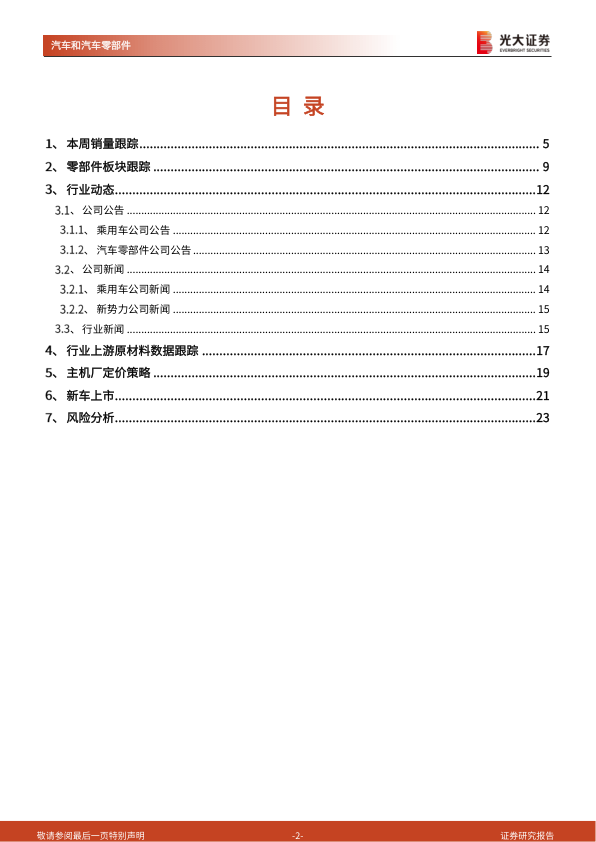 汽车和汽车零部件
光大证券
EVERBRIGHT SECURITIES
目 录
1、 本周销量跟踪 5
2、 零部件板块跟踪 9
3、 行业动态 12
3.1、 公司公告 12
3.1.1、 乘用车公司公告 12
3.1.2、 汽车零部件公司公告 13
3.2、 公司新闻 14
3.2.1、 乘用车公司新闻 14
3.2.2、 新势力公司新闻 15
3.3、 行业新闻 15
4、 行业上游原材料数据跟踪 17
5、 主机厂定价策略 19
6、 新车上市 21
7、 风险分析 23
敬请参阅最后一页特别声明
-2-
证券研究报告